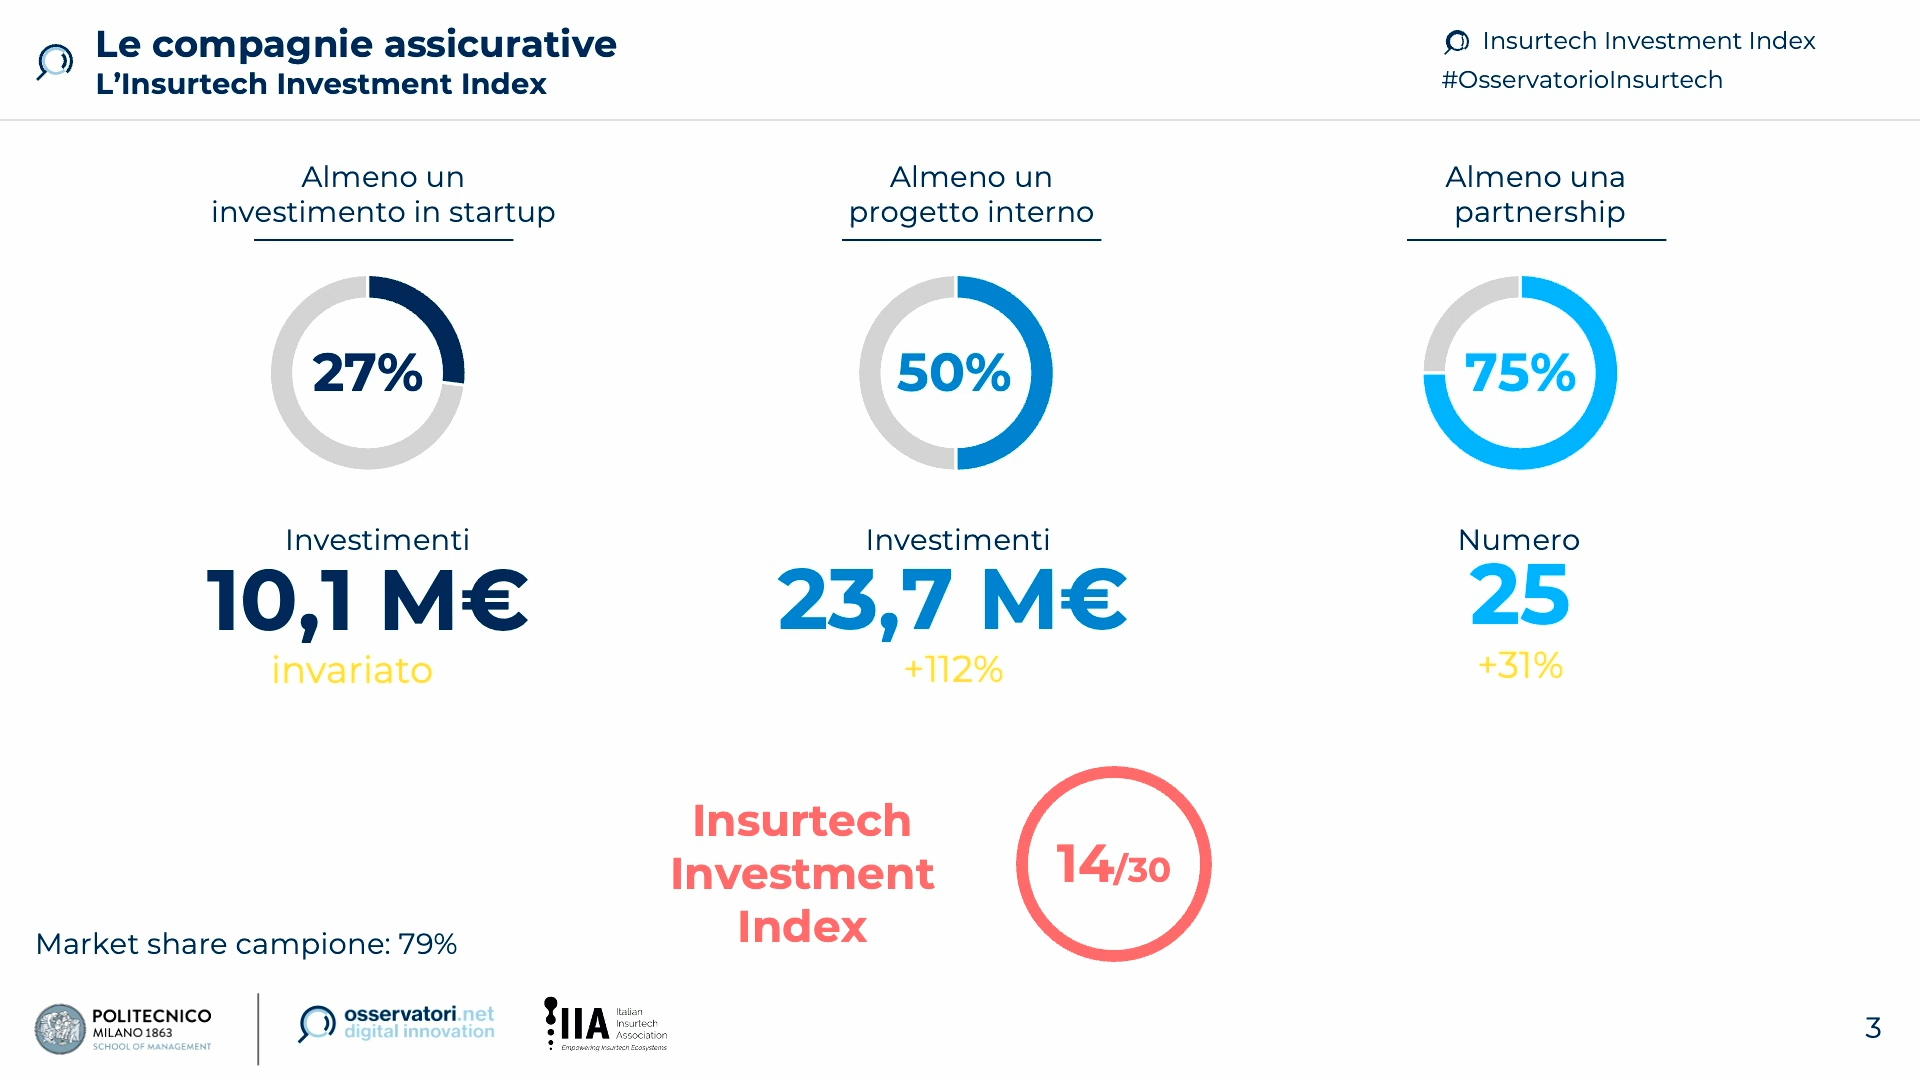 Le compagnie assicurative
L’Insurtech Investment Index
Insurtech Investment Index
#OsservatorioInsurtech
Almeno un
investimento in startup
27%
Investimenti
10,1 M€
invariato
Almeno un
progetto interno
50%
Investimenti
23,7 M€
+112%
Almeno una
partnership
75%
Numero
25
+31%
Insurtech
Investment
Index
14/30
Market share campione: 79%
POLITECNICO
MILANO 1863
SCHOOL OF MANAGEMENT
osservatori.net
digital innovation
IIA
Italian
Insurtech
Association
Empowering Insurtech Ecosystems
3